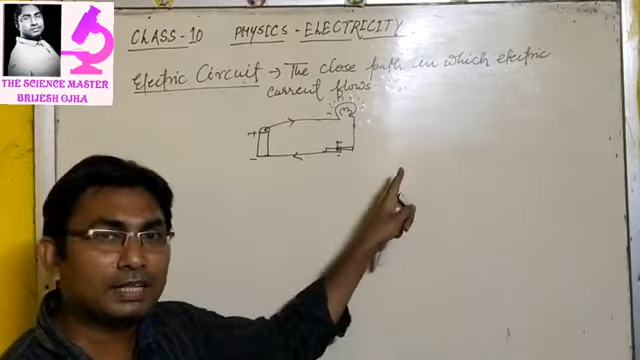 CLASS-10 PHYSICS - ELECTRICITY
Electric Circuit → The close path in which electric
current flows.
+
-
THE SCIENCE MASTER
BRIJESH OJHA